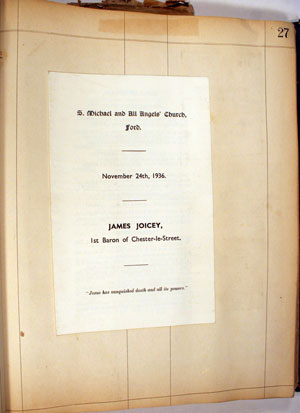 27
S. Michael and All Angels' Church,
Ford.
November 24th, 1936.
JAMES JOICEY,
1st Baron of Chester-le-Street.
"Jesus has vanquished death and all its powers."